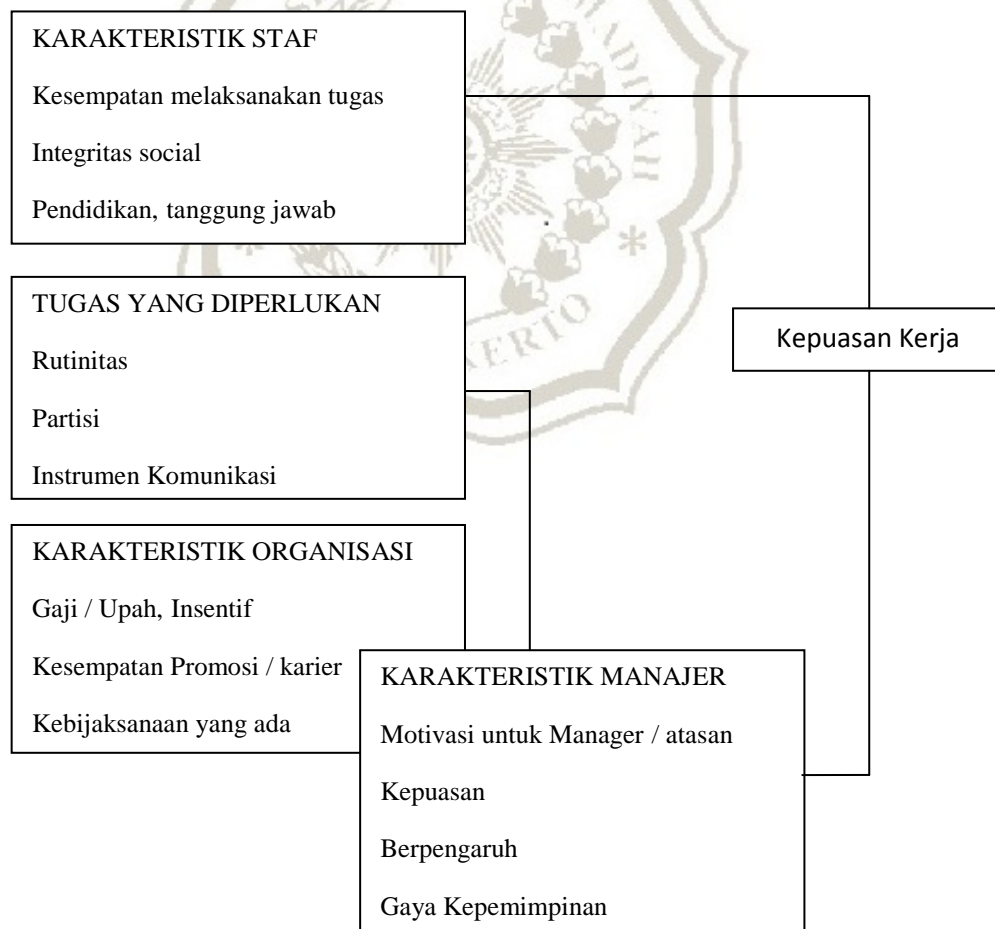 KARAKTERISTIK STAF
Kesempatan melaksanakan tugas
Integritas social
Pendidikan, tanggung jawab
TUGAS YANG DIPERLUKAN
Rutinitas
Partisi
Instrumen Komunikasi
Kepuasan Kerja
KARAKTERISTIK ORGANISASI
Gaji / Upah, Insentif
Kesempatan Promosi / karier
Kebijaksanaan yang ada
KARAKTERISTIK MANAJER
Motivasi untuk Manager / atasan
Kepuasan
Berpengaruh
Gaya Kepemimpinan